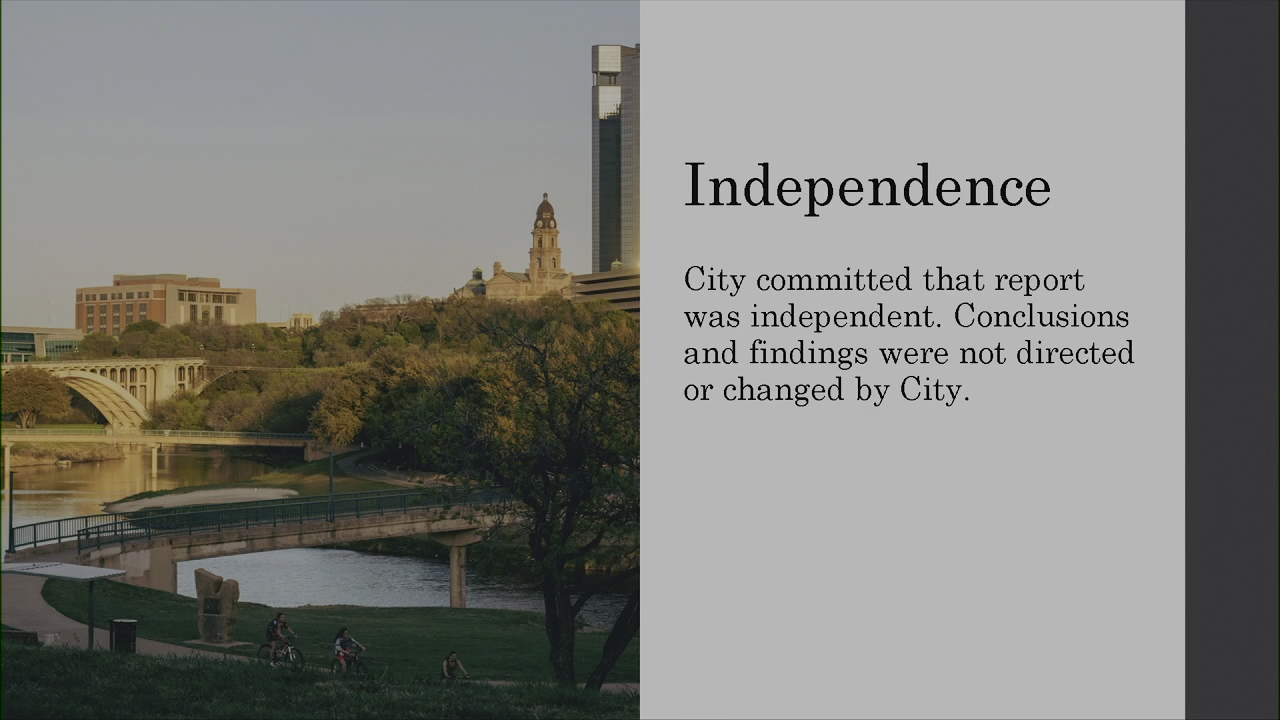 Independence
City committed that report
was independent. Conclusions
and findings were not directed
or changed by City.